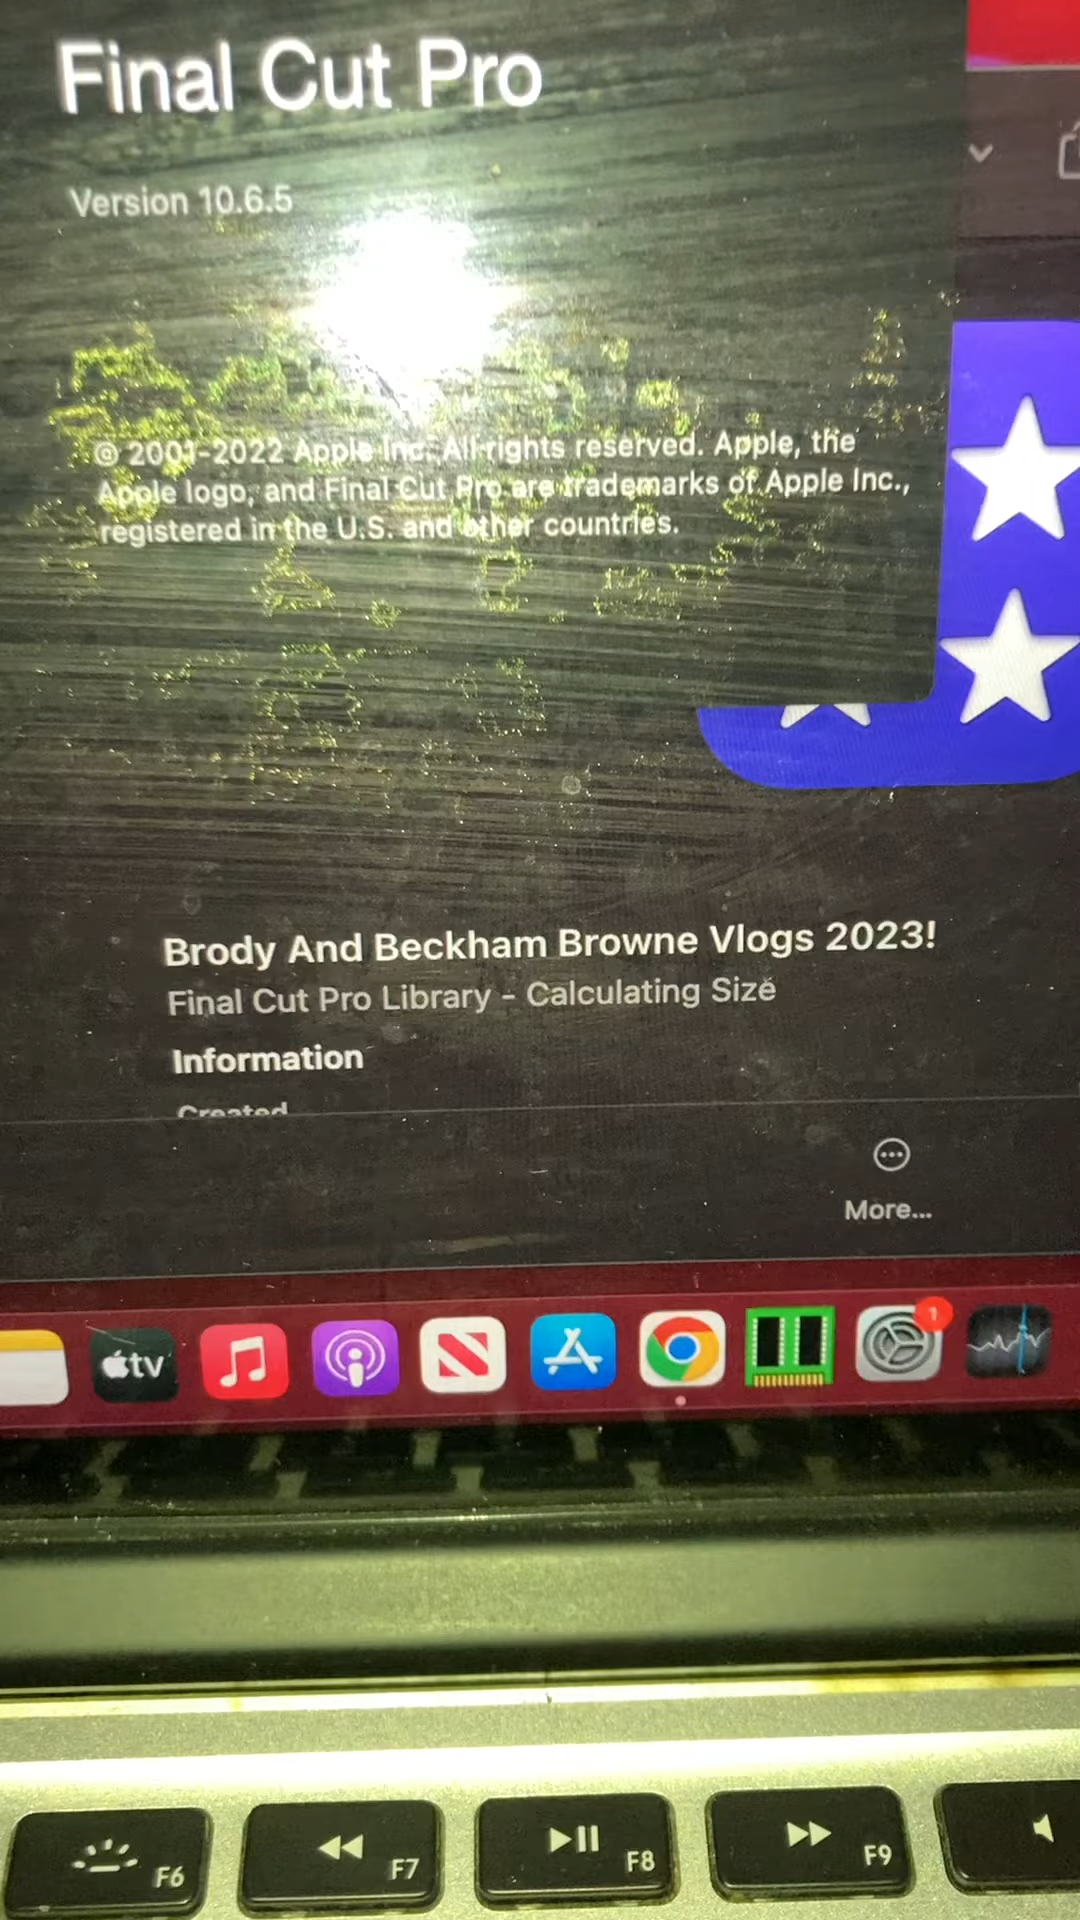 Final Cut Pro
Version 10.6.5
© 2001-2022 Apple Inc. All rights reserved. Apple, the
Apple logo, and Final Cut Pro are trademarks of Apple Inc.,
registered in the U.S. and other countries.
Brody And Beckham Browne Vlogs 2023!
Final Cut Pro Library - Calculating Size
Information
Created
More...
tv
1
F6
F7
F8
F9